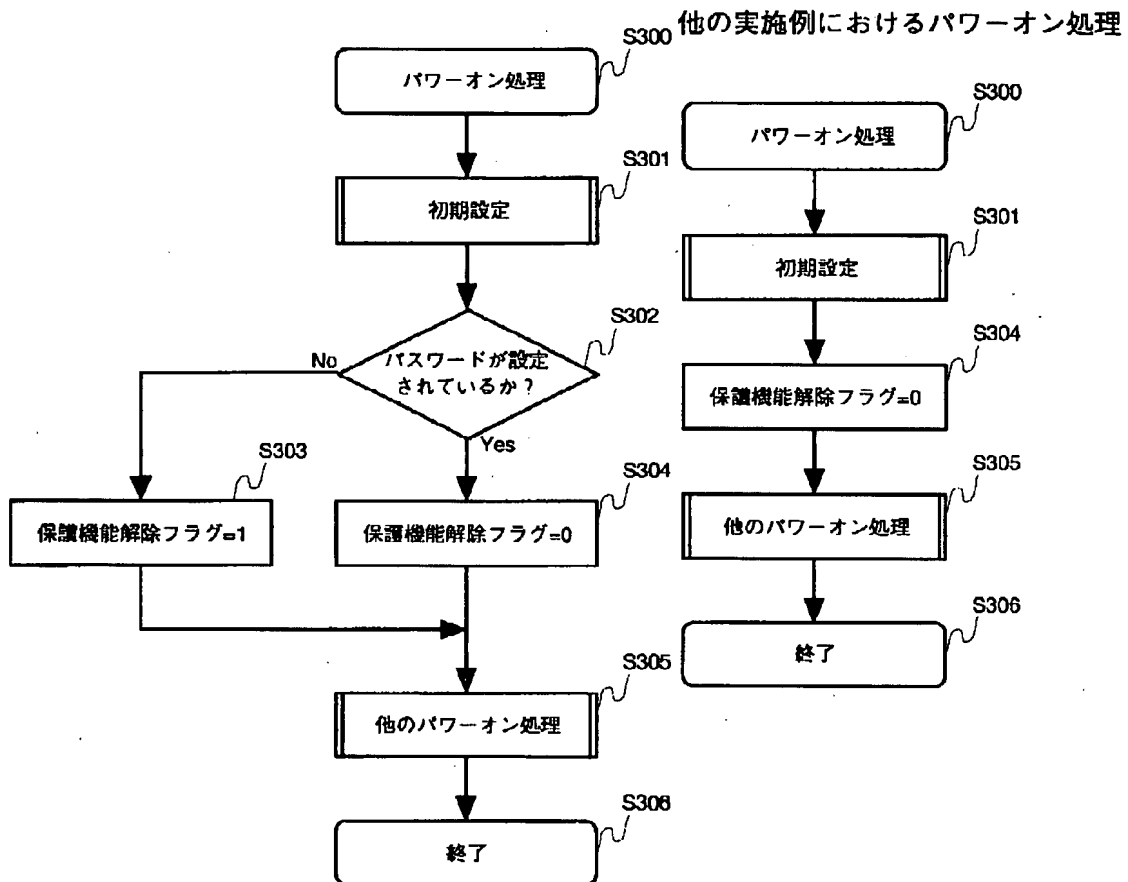 他の実施例におけるパワーオン処理
S300
パワーオン処理
S301
初期設定
S302
パスワードが設定
されているか？
No
Yes
S303
保護機能解除フラグ=1
S304
保護機能解除フラグ=0
S305
他のパワーオン処理
S306
終了
S300
パワーオン処理
S301
初期設定
S304
保護機能解除フラグ=0
S305
他のパワーオン処理
S306
終了